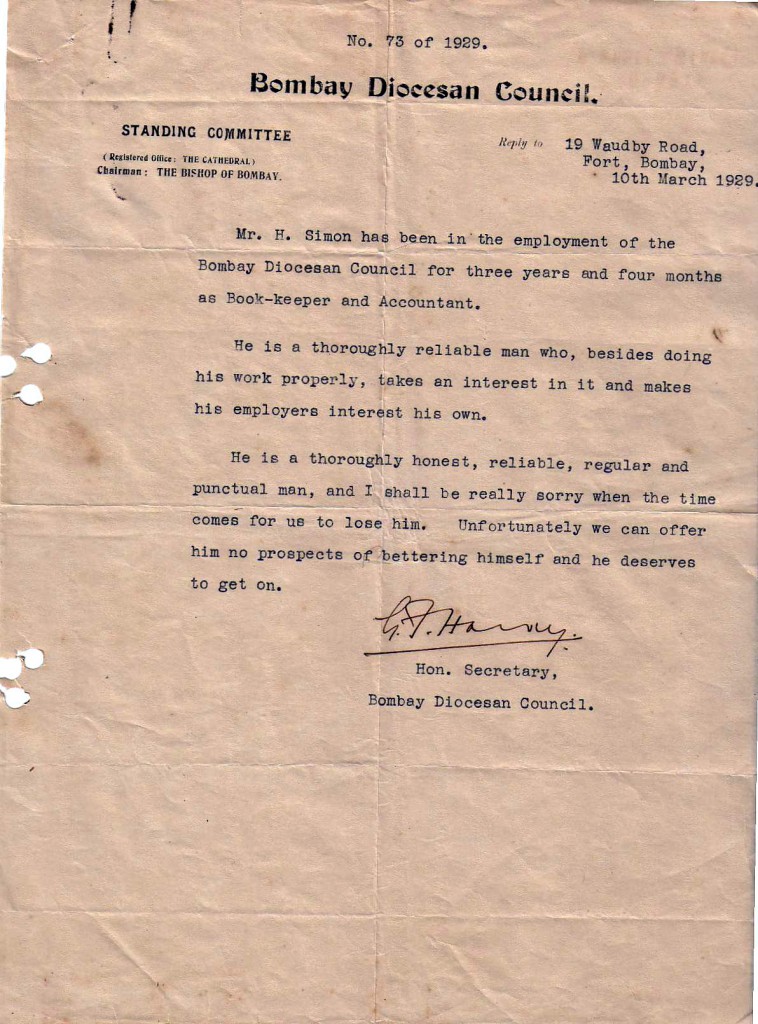 No. 73 of 1929.
Bombay Diocesan Council.
STANDING COMMITTEE
(Registered Office: THE CATHEDRAL)
Chairman: THE BISHOP OF BOMBAY.
Reply to 19 Waudby Road,
Fort, Bombay,
10th March 1929.
Mr. H. Simon has been in the employment of the
Bombay Diocesan Council for three years and four months
as Book-keeper and Accountant.
He is a thoroughly reliable man who, besides doing
his work properly, takes an interest in it and makes
his employers interest his own.
He is a thoroughly honest, reliable, regular and
punctual man, and I shall be really sorry when the time
comes for us to lose him. Unfortunately we can offer
him no prospects of bettering himself and he deserves
to get on.
Hon. Secretary,
Bombay Diocesan Council.